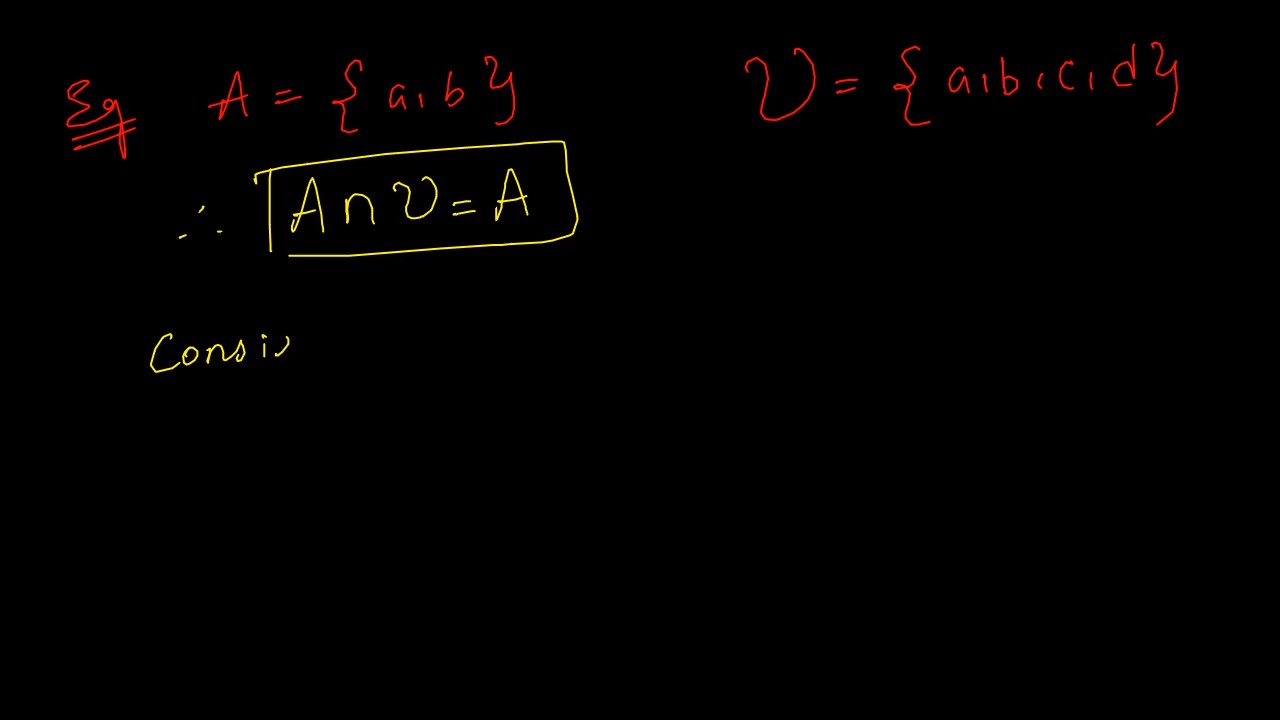 Eg A = {a, b} U = {a, b, c, d}
∴ A ∩ U = A
Consi